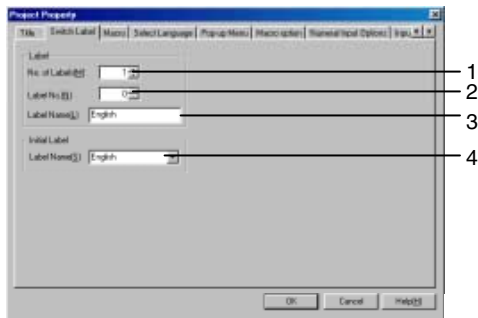 Project Property
Title Switch Label Macro Select Language Pop-up Menu Macro option Numeral Input Options Inpu
Label
No. of Label(M) 1 1
Label No.(N) 0 2
Label Name(L) English 3
Initial Label
Label Name(S) English 4
OK Cancel Help(H)